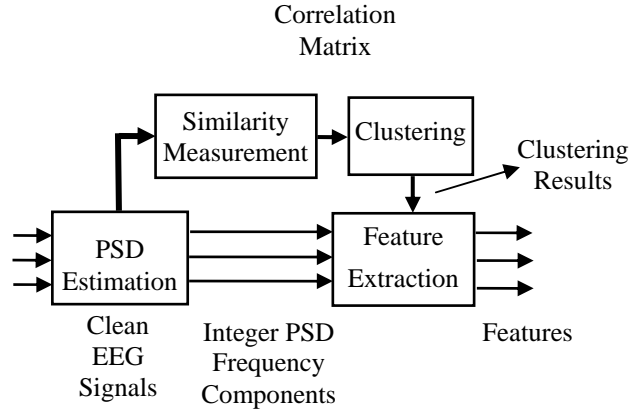 Correlation
Matrix
Similarity
Measurement
Clustering
Clustering
Results
PSD
Estimation
Feature
Extraction
Clean
EEG
Signals
Integer PSD
Frequency
Components
Features